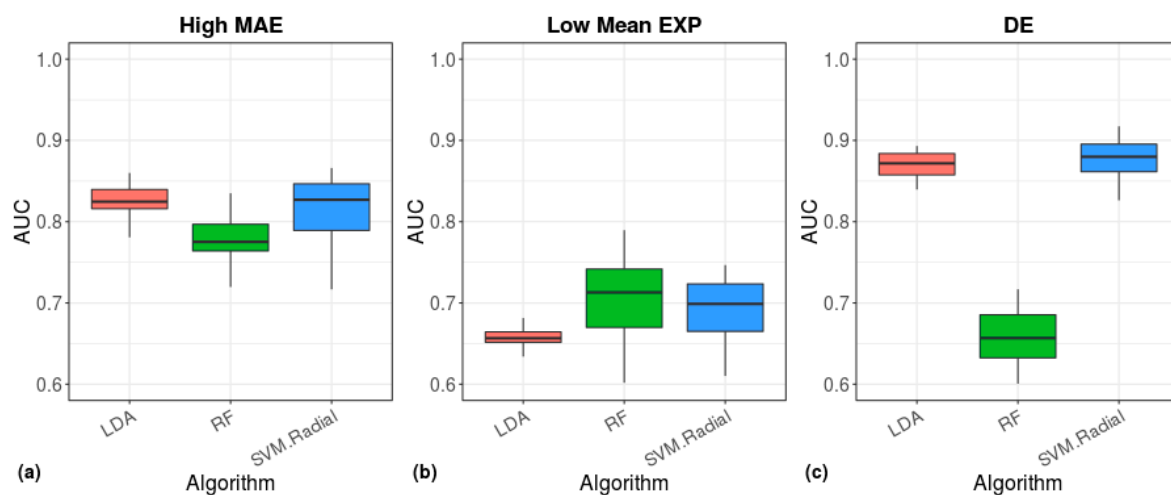 High MAE
1.0
0.9
0.8
0.7
0.6
AUC
LDA
RF
SVM.Radial
Algorithm
(a)
Low Mean EXP
1.0
0.9
0.8
0.7
0.6
AUC
LDA
RF
SVM.Radial
Algorithm
(b)
DE
1.0
0.9
0.8
0.7
0.6
AUC
LDA
RF
SVM.Radial
Algorithm
(c)